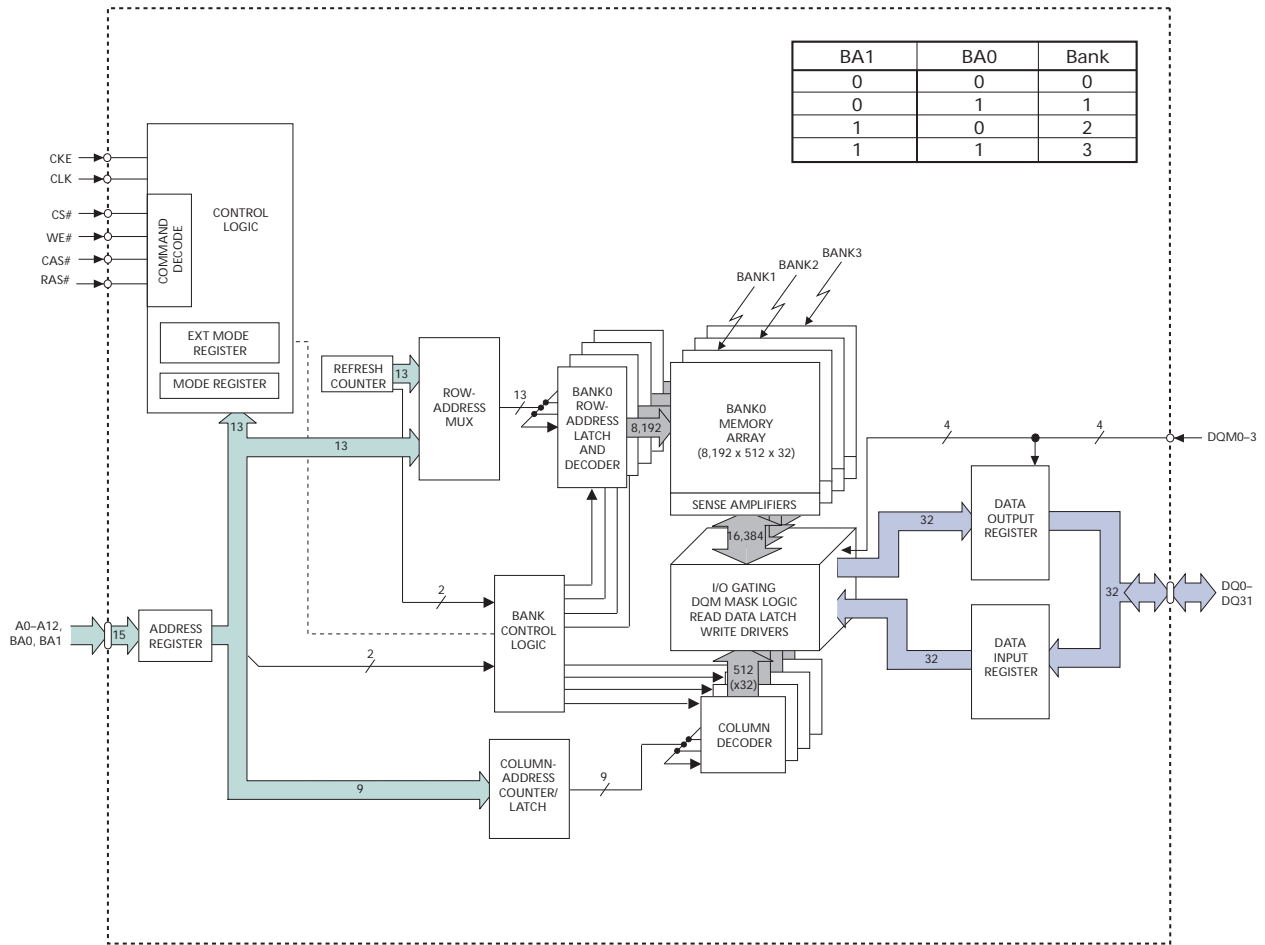 BA1 BA0 Bank
0 0 0
0 1 1
1 0 2
1 1 3
CKE
CLK
CS#
WE#
CAS#
RAS#
COMMAND
DECODE
CONTROL
LOGIC
EXT MODE
REGISTER
MODE REGISTER
BANK1
BANK2
BANK3
REFRESH
COUNTER
13
ROW-
ADDRESS
MUX
13
BANK0
ROW-
ADDRESS
LATCH
AND
DECODER
8,192
BANK0
MEMORY
ARRAY
(8,192 x 512 x 32)
SENSE AMPLIFIERS
13
13
4
4
DQM0–3
16,384
32
DATA
OUTPUT
REGISTER
I/O GATING
DQM MASK LOGIC
READ DATA LATCH
WRITE DRIVERS
32
DQ0–
DQ31
2
BANK
CONTROL
LOGIC
A0–A12,
BA0, BA1
15
ADDRESS
REGISTER
2
32
DATA
INPUT
REGISTER
512
(x32)
COLUMN
DECODER
COLUMN-
ADDRESS
COUNTER/
LATCH
9
9